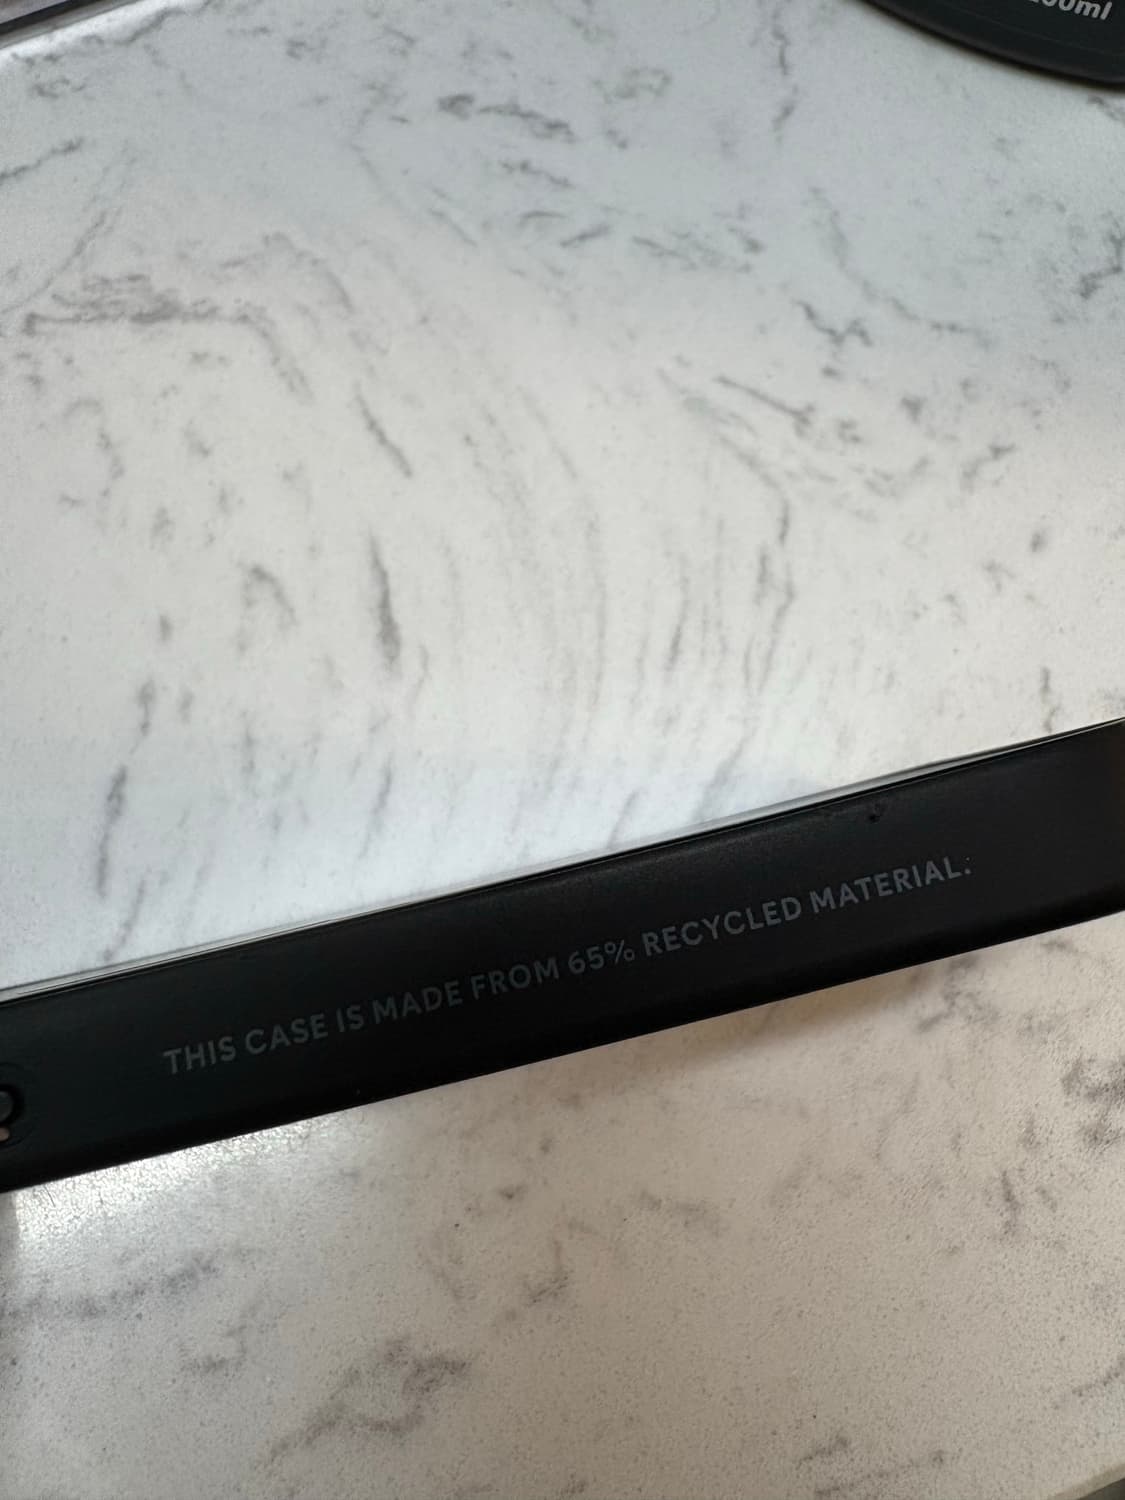 THIS CASE IS MADE FROM 65% RECYCLED MATERIAL.